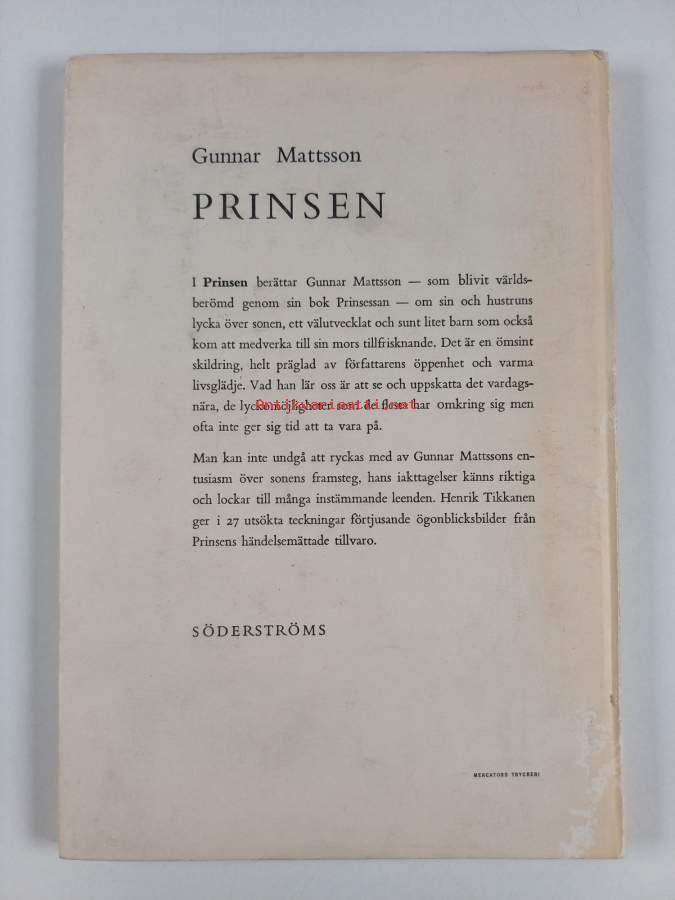 Gunnar Mattsson
PRINSEN
I Prinsen berättar Gunnar Mattsson — som blivit världs-
berömd genom sin bok Prinsessan — om sin och hustruns
lycka över sonen, ett välutvecklat och sunt litet barn som också
kom att medverka till sin mors tillfrisknande. Det är en ömsint
skildring, helt präglad av författarens öppenhet och varma
livsglädje. Vad han lär oss är att se och uppskatta det vardags-
nära, de lyckomöjligheter som de flesta har omkring sig men
ofta inte ger sig tid att ta vara på.
Man kan inte undgå att ryckas med av Gunnar Mattssons en-
tusiasm över sonens framsteg, hans iakttagelser känns riktiga
och lockar till många instämmande leenden. Henrik Tikkanen
ger i 27 utsökta teckningar förtjusande ögonblicksbilder från
Prinsens händelsemättade tillvaro.
SÖDERSTRÖMS
MERCATORS TRYCKERI